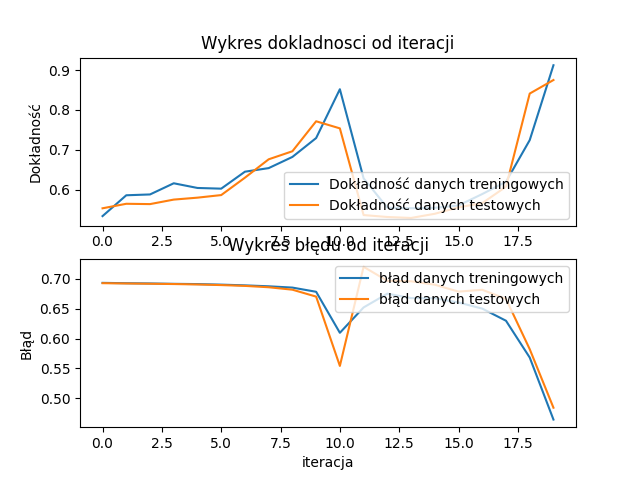 Wykres dokladnosci od iteracji
Dokładność
0.9
0.8
0.7
0.6
Dokładność danych treningowych
Dokładność danych testowych
0.0 2.5 5.0 7.5 10.0 12.5 15.0 17.5
Wykres błędu od iteracji
Błąd
0.70
0.65
0.60
0.55
0.50
błąd danych treningowych
błąd danych testowych
0.0 2.5 5.0 7.5 10.0 12.5 15.0 17.5
iteracja